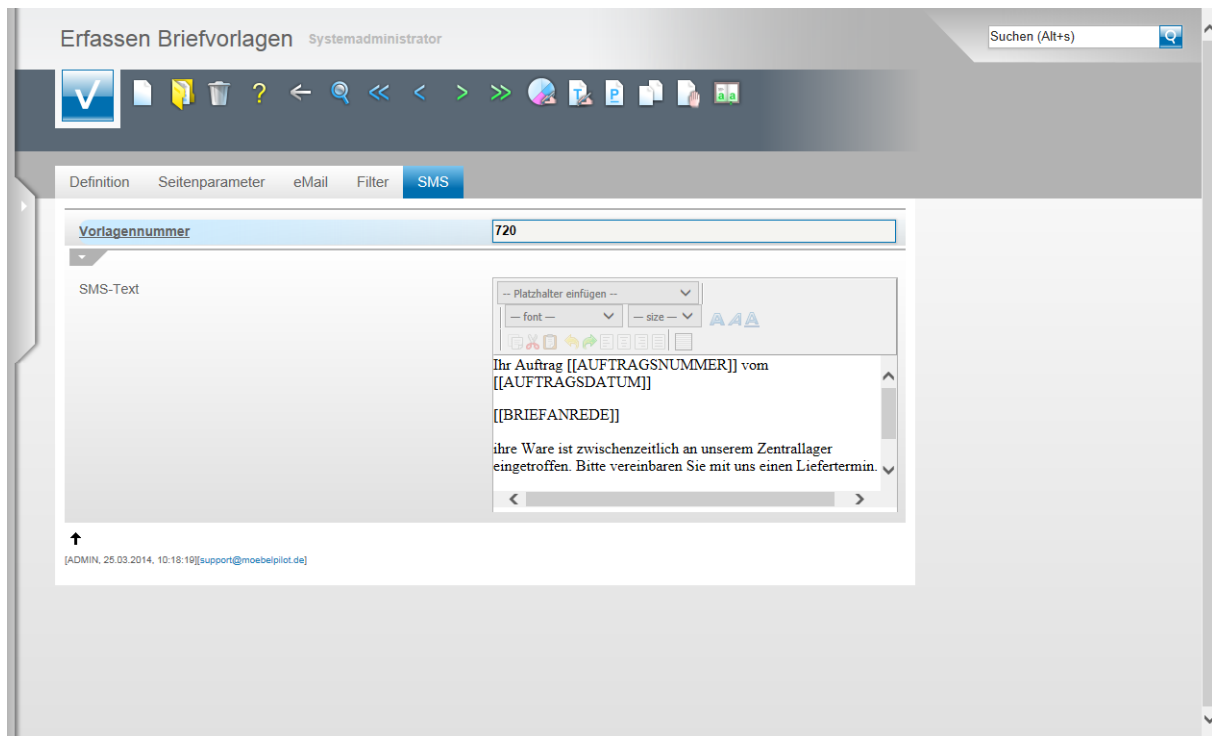 Erfassen Briefvorlagen Systemadministrator
Suchen (Alt+s)
Definition Seitenparameter eMail Filter SMS
Vorlagennummer 720
SMS-Text
-- Platzhalter einfügen --
— font — — size —
Ihr Auftrag [[AUFTRAGSNUMMER]] vom
[[AUFTRAGSDATUM]]
[[BRIEFANREDE]]
ihre Ware ist zwischenzeitlich an unserem Zentrallager
eingetroffen. Bitte vereinbaren Sie mit uns einen Liefertermin.
[ADMIN, 25.03.2014, 10:18:19][support@moebelpilot.de]